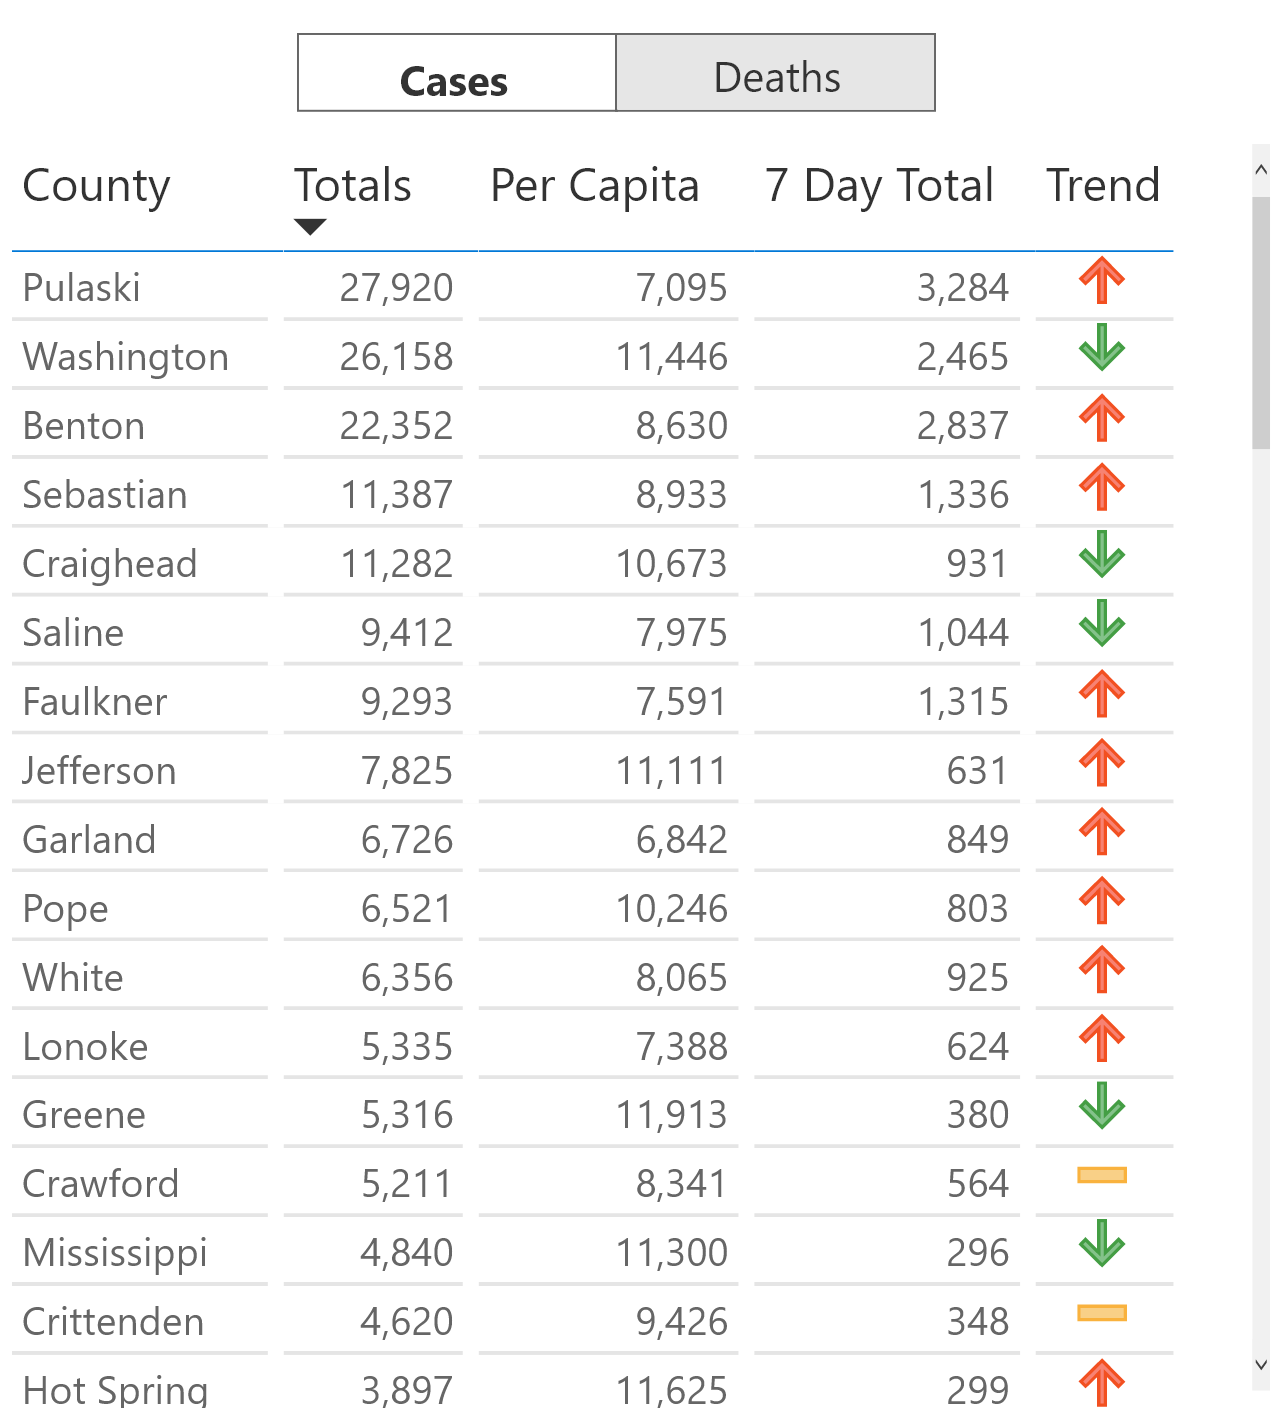 Cases Deaths
County Totals Per Capita 7 Day Total Trend
Pulaski 27,920 7,095 3,284
Washington 26,158 11,446 2,465
Benton 22,352 8,630 2,837
Sebastian 11,387 8,933 1,336
Craighead 11,282 10,673 931
Saline 9,412 7,975 1,044
Faulkner 9,293 7,591 1,315
Jefferson 7,825 11,111 631
Garland 6,726 6,842 849
Pope 6,521 10,246 803
White 6,356 8,065 925
Lonoke 5,335 7,388 624
Greene 5,316 11,913 380
Crawford 5,211 8,341 564
Mississippi 4,840 11,300 296
Crittenden 4,620 9,426 348
Hot Spring 3,897 11,625 299